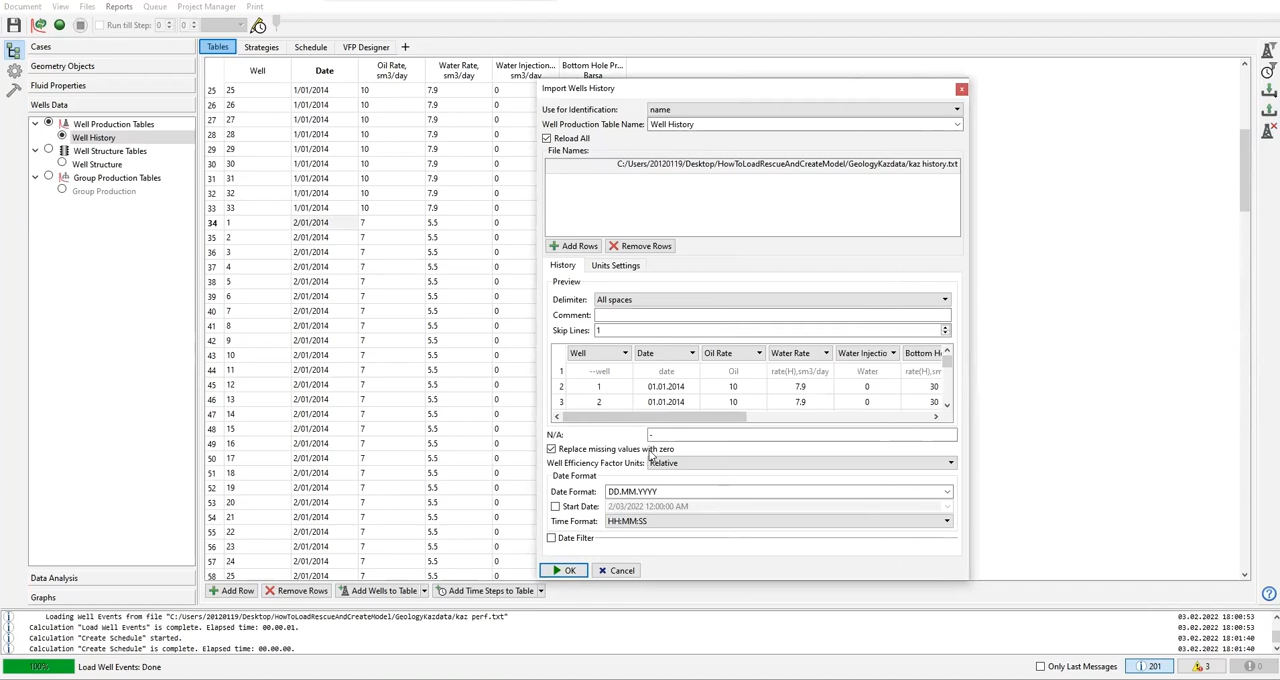 Document View Files Reports Queue Project Manager Print
Run till Step: 0 0
Cases
Geometry Objects
Fluid Properties
Wells Data
Well Production Tables
Well History
Well Structure Tables
Well Structure
Group Production Tables
Group Production
Data Analysis
Graphs
Tables Strategies Schedule VFP Designer
Well Date Oil Rate, sm3/day Water Rate, sm3/day Water Injection... sm3/day Bottom Hole Pr... Barsa
25 25 1/01/2014 10 7.9 0
26 26 1/01/2014 10 7.9 0
27 27 1/01/2014 10 7.9 0
28 28 1/01/2014 10 7.9 0
29 29 1/01/2014 10 7.9 0
30 30 1/01/2014 10 7.9 0
31 31 1/01/2014 10 7.9 0
32 32 1/01/2014 10 7.9 0
33 33 1/01/2014 10 7.9 0
34 1 2/01/2014 7 5.5 0
35 2 2/01/2014 7 5.5 0
36 3 2/01/2014 7 5.5 0
37 4 2/01/2014 7 5.5 0
38 5 2/01/2014 7 5.5 0
39 6 2/01/2014 7 5.5 0
40 7 2/01/2014 7 5.5 0
41 8 2/01/2014 7 5.5 0
42 9 2/01/2014 7 5.5 0
43 10 2/01/2014 7 5.5 0
44 11 2/01/2014 7 5.5 0
45 12 2/01/2014 7 5.5 0
46 13 2/01/2014 7 5.5 0
47 14 2/01/2014 7 5.5 0
48 15 2/01/2014 7 5.5 0
49 16 2/01/2014 7 5.5 0
50 17 2/01/2014 7 5.5 0
51 18 2/01/2014 7 5.5 0
52 19 2/01/2014 7 5.5 0
53 20 2/01/2014 7 5.5 0
54 21 2/01/2014 7 5.5 0
55 22 2/01/2014 7 5.5 0
56 23 2/01/2014 7 5.5 0
57 24 2/01/2014 7 5.5 0
58 25 2/01/2014 7 5.5 0
Add Row Remove Rows Add Wells to Table Add Time Steps to Table
Import Wells History
Use for Identification: name
Well Production Table Name: Well History
Reload All
File Names:
C:/Users/20120119/Desktop/HowToLoadRescueAndCreateModel/GeologyKazdata/kaz history.txt
Add Rows Remove Rows
History Units Settings
Preview
Delimiter: All spaces
Comment:
Skip Lines: 1
Well Date Oil Rate Water Rate Water Injectio Bottom H
1 --well date Oil rate(H),sm3/day Water rate(H),sm
2 1 01.01.2014 10 7.9 0 30
3 2 01.01.2014 10 7.9 0 30
N/A: -
Replace missing values with zero
Well Efficiency Factor Units: Relative
Date Format
Date Format: DD.MM.YYYY
Start Date: 2/03/2022 12:00:00 AM
Time Format: HH:MM:SS
Date Filter
OK Cancel
Loading Well Events from file "C:/Users/20120119/Desktop/HowToLoadRescueAndCreateModel/GeologyKazdata/kaz perf.txt" 03.02.2022 18:00:53
Calculation "Load Well Events" is complete. Elapsed time: 00.00.01. 03.02.2022 18:00:53
Calculation "Create Schedule" started. 03.02.2022 18:01:40
Calculation "Create Schedule" is complete. Elapsed time: 00.00.00. 03.02.2022 18:01:40
100% Load Well Events: Done Only Last Messages 201 3 0